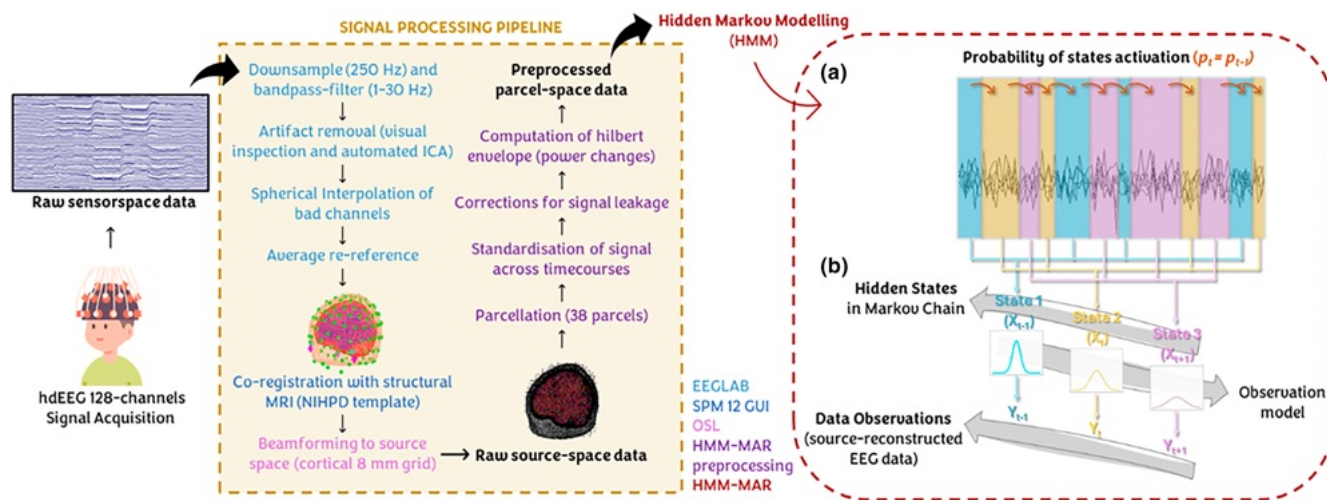 SIGNAL PROCESSING PIPELINE
Raw sensorspace data
hdEEG 128-channels
Signal Acquisition
Downsample (250 Hz) and
bandpass-filter (1-30 Hz)
Artifact removal (visual
inspection and automated ICA)
Spherical Interpolation of
bad channels
Average re-reference
Co-registration with structural
MRI (NIHPD template)
Beamforming to source
space (cortical 8 mm grid)
Raw source-space data
Parcellation (38 parcels)
Standardisation of signal
across timecourses
Corrections for signal leakage
Computation of hilbert
envelope (power changes)
Preprocessed
parcel-space data
Hidden Markov Modelling
(HMM)
EEGLAB
SPM 12 GUI
OSL
HMM-MAR
preprocessing
HMM-MAR
(a)
Probability of states activation (pt = pt-1)
(b)
Hidden States
in Markov Chain
State 1
(Xt-1)
State 2
(Xt)
State 3
(Xt+1)
Observation
model
Data Observations
(source-reconstructed
EEG data)
Yt-1
Yt
Yt+1